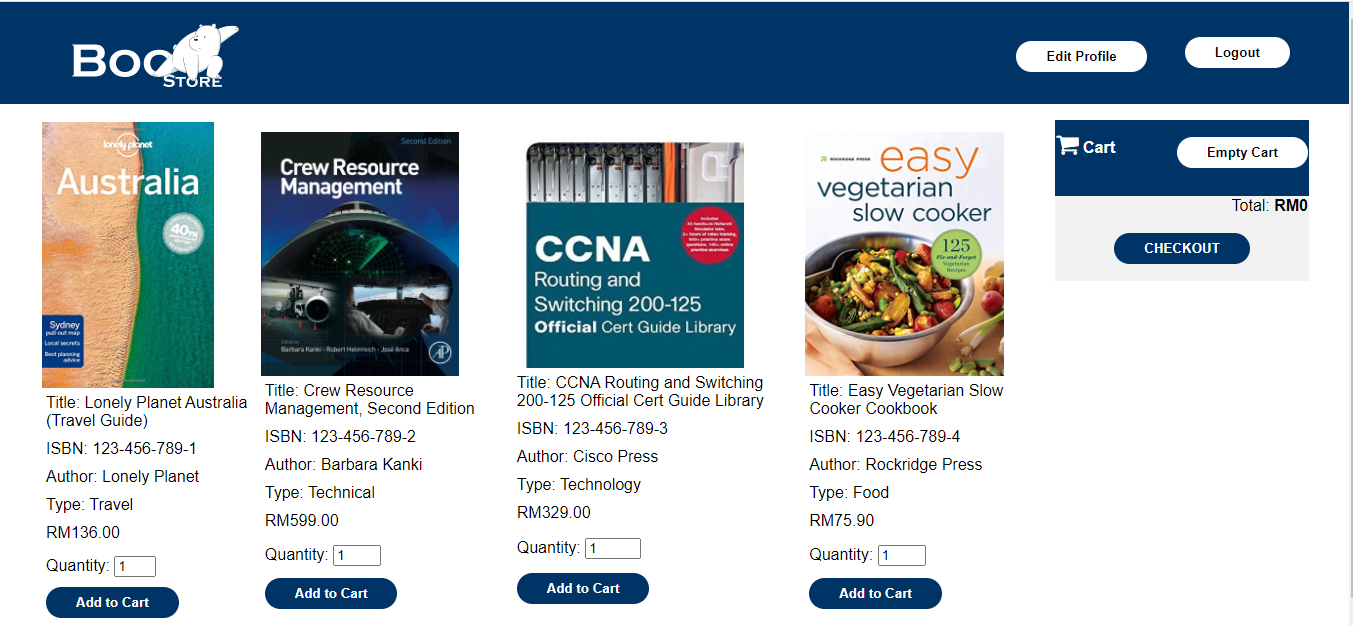 BOO
STORE
Edit Profile
Logout
lonely planet
Australia
40TH
Sydney
pull-out map
Local secrets
Best planning
advice
Title: Lonely Planet Australia
(Travel Guide)
ISBN: 123-456-789-1
Author: Lonely Planet
Type: Travel
RM136.00
Quantity: 1
Add to Cart
Second Edition
Crew Resource
Management
Edited by
Barbara Kanki · Robert Helmreich · José Anca
AP
Title: Crew Resource
Management, Second Edition
ISBN: 123-456-789-2
Author: Barbara Kanki
Type: Technical
RM599.00
Quantity: 1
Add to Cart
CCNA
Routing and
Switching 200-125
Official Cert Guide Library
Title: CCNA Routing and Switching
200-125 Official Cert Guide Library
ISBN: 123-456-789-3
Author: Cisco Press
Type: Technology
RM329.00
Quantity: 1
Add to Cart
ROCKRIDGE PRESS
easy
vegetarian
slow cooker
125
Fix-and-Forget
Vegetarian
Recipes
Title: Easy Vegetarian Slow
Cooker Cookbook
ISBN: 123-456-789-4
Author: Rockridge Press
Type: Food
RM75.90
Quantity: 1
Add to Cart
Cart
Empty Cart
Total: RM0
CHECKOUT